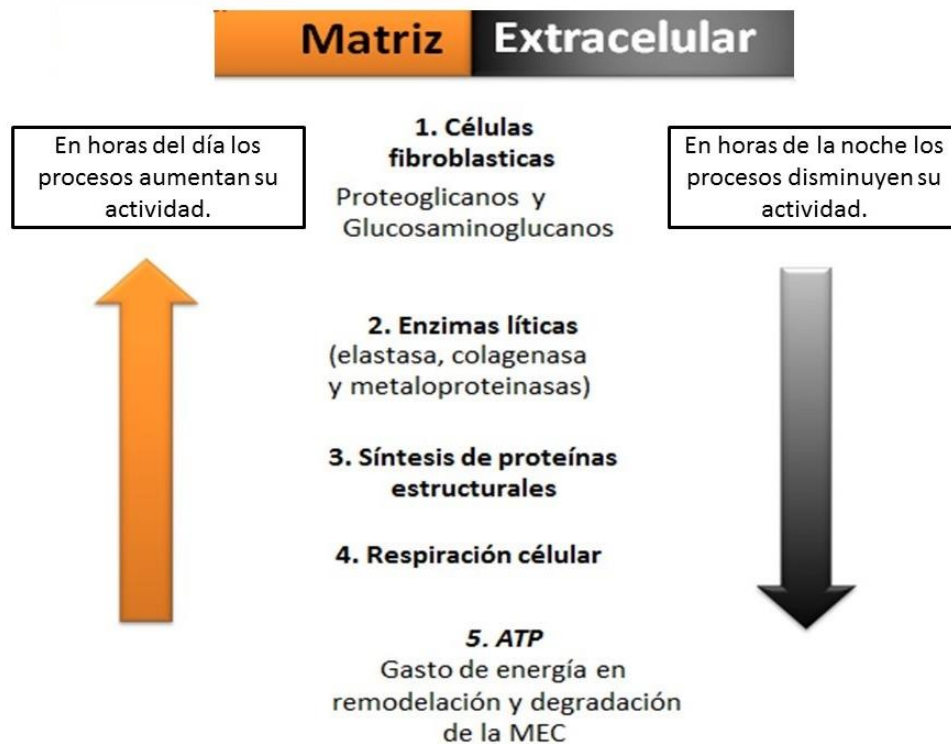 Matriz Extracelular
1. Células
fibroblasticas
Proteoglicanos y
Glucosaminoglucanos
En horas del día los
procesos aumentan su
actividad.
En horas de la noche los
procesos disminuyen su
actividad.
2. Enzimas líticas
(elastasa, colagenasa
y metaloproteinasas)
3. Síntesis de proteínas
estructurales
4. Respiración célular
5. ATP
Gasto de energía en
remodelación y degradación
de la MEC